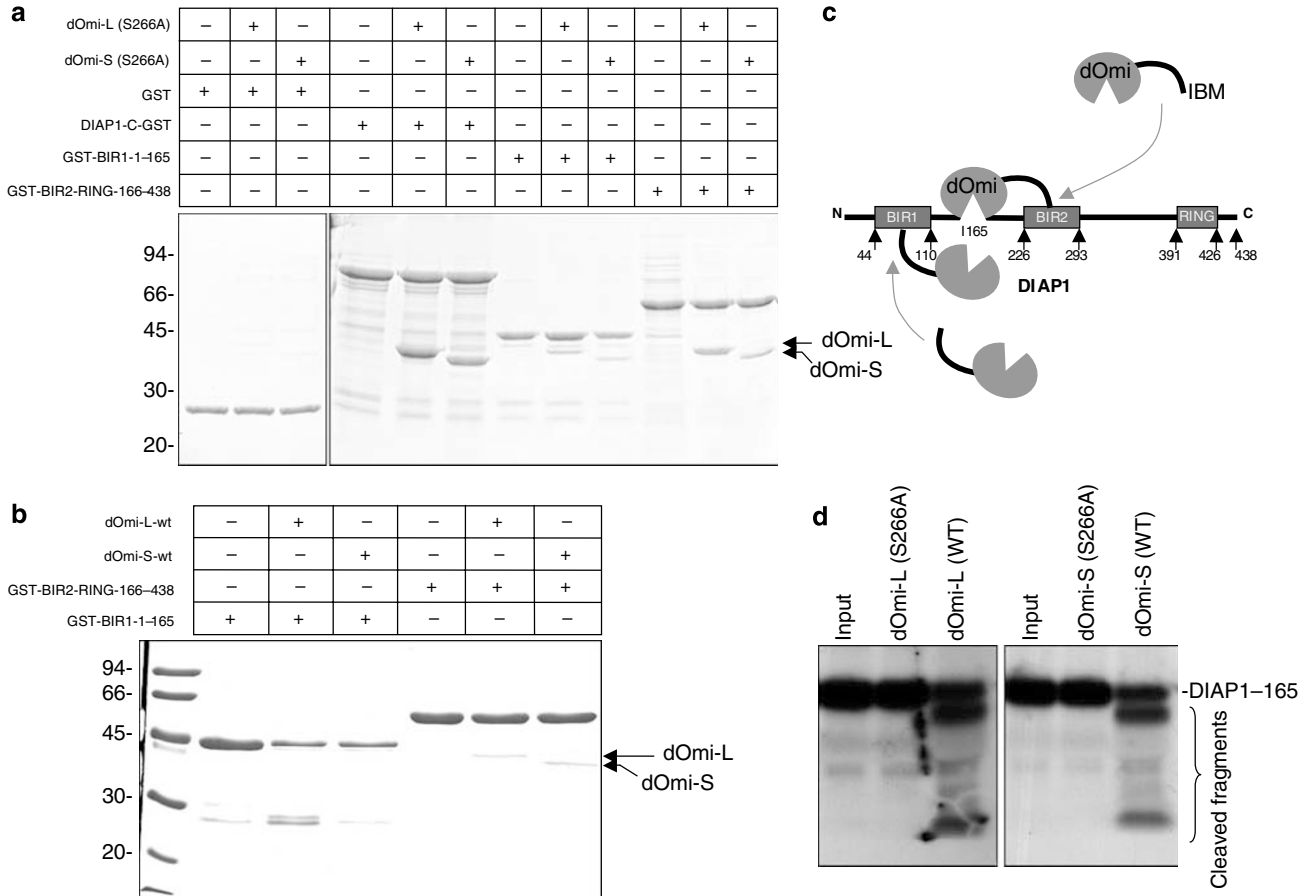 a
dOmi-L (S266A) – + – – + – – + – – + –
dOmi-S (S266A) – – + – – + – – + – – +
GST + + + – – – – – – – – –
DIAP1-C-GST – – – + + + – – – – – –
GST-BIR1-1–165 – – – – – – + + + – – –
GST-BIR2-RING-166-438 – – – – – – – – – + + +
94-
66-
45-
30-
20-
dOmi-L
dOmi-S
b
dOmi-L-wt – + – – + –
dOmi-S-wt – – + – – +
GST-BIR2-RING-166–438 – – – + + +
GST-BIR1-1–165 + + + – – –
94-
66-
45-
30-
20-
dOmi-L
dOmi-S
c
dOmi
IBM
dOmi
N BIR1 I165 BIR2 RING C
44 110 226 293 391 426 438
DIAP1
d
Input
dOmi-L (S266A)
dOmi-L (WT)
Input
dOmi-S (S266A)
dOmi-S (WT)
-DIAP1–165
Cleaved fragments